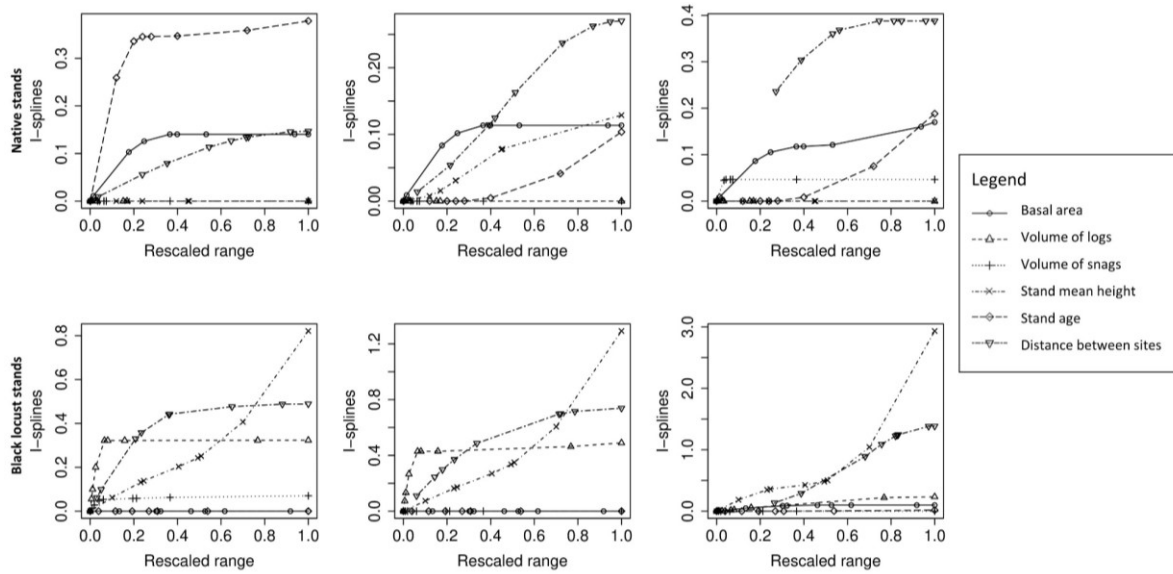 Native stands
I−splines
0.0 0.1 0.2 0.3
0.0 0.2 0.4 0.6 0.8 1.0
Rescaled range
I−splines
0.00 0.10 0.20
0.0 0.2 0.4 0.6 0.8 1.0
Rescaled range
I−splines
0.0 0.1 0.2 0.3 0.4
0.0 0.2 0.4 0.6 0.8 1.0
Rescaled range
Legend
Basal area
Volume of logs
Volume of snags
Stand mean height
Stand age
Distance between sites
Black locust stands
I−splines
0.0 0.2 0.4 0.6 0.8
0.0 0.2 0.4 0.6 0.8 1.0
Rescaled range
I−splines
0.0 0.4 0.8 1.2
0.0 0.2 0.4 0.6 0.8 1.0
Rescaled range
I−splines
0.0 1.0 2.0 3.0
0.0 0.2 0.4 0.6 0.8 1.0
Rescaled range